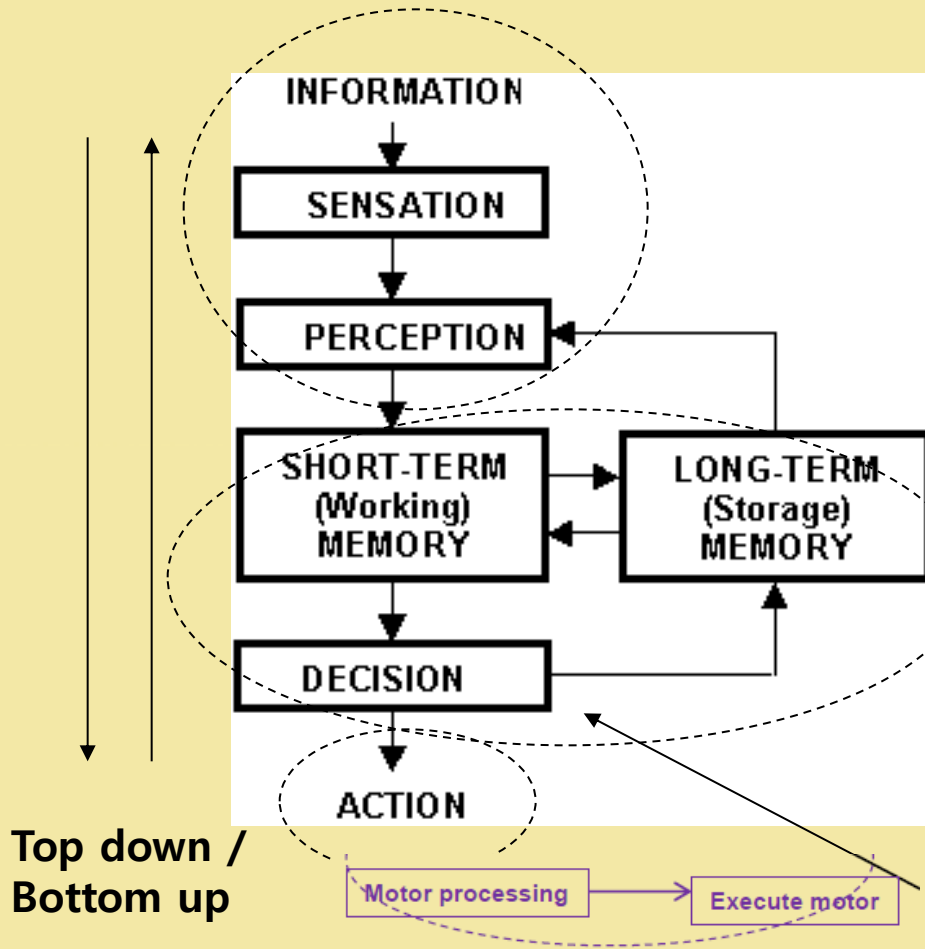 INFORMATION
SENSATION
PERCEPTION
SHORT-TERM
(Working)
MEMORY
LONG-TERM
(Storage)
MEMORY
DECISION
ACTION
Top down /
Bottom up
Motor processing
Execute motor